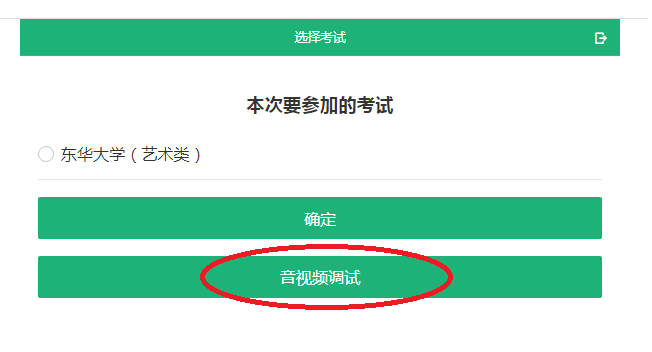 选择考试
本次要参加的考试
东华大学（艺术类）
确定
音视频调试